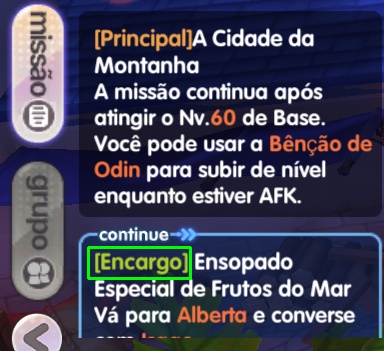 missão
grupo
[Principal]A Cidade da
Montanha
A missão continua após
atingir o Nv.60 de Base.
Você pode usar a Bênção de
Odin para subir de nível
enquanto estiver AFK.
continue
[Encargo] Ensopado
Especial de Frutos do Mar
Vá para Alberta e converse
com